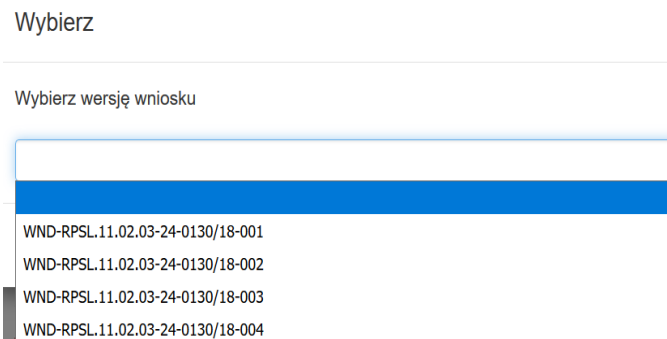 Wybierz
Wybierz wersję wniosku
WND-RPSL.11.02.03-24-0130/18-001
WND-RPSL.11.02.03-24-0130/18-002
WND-RPSL.11.02.03-24-0130/18-003
WND-RPSL.11.02.03-24-0130/18-004